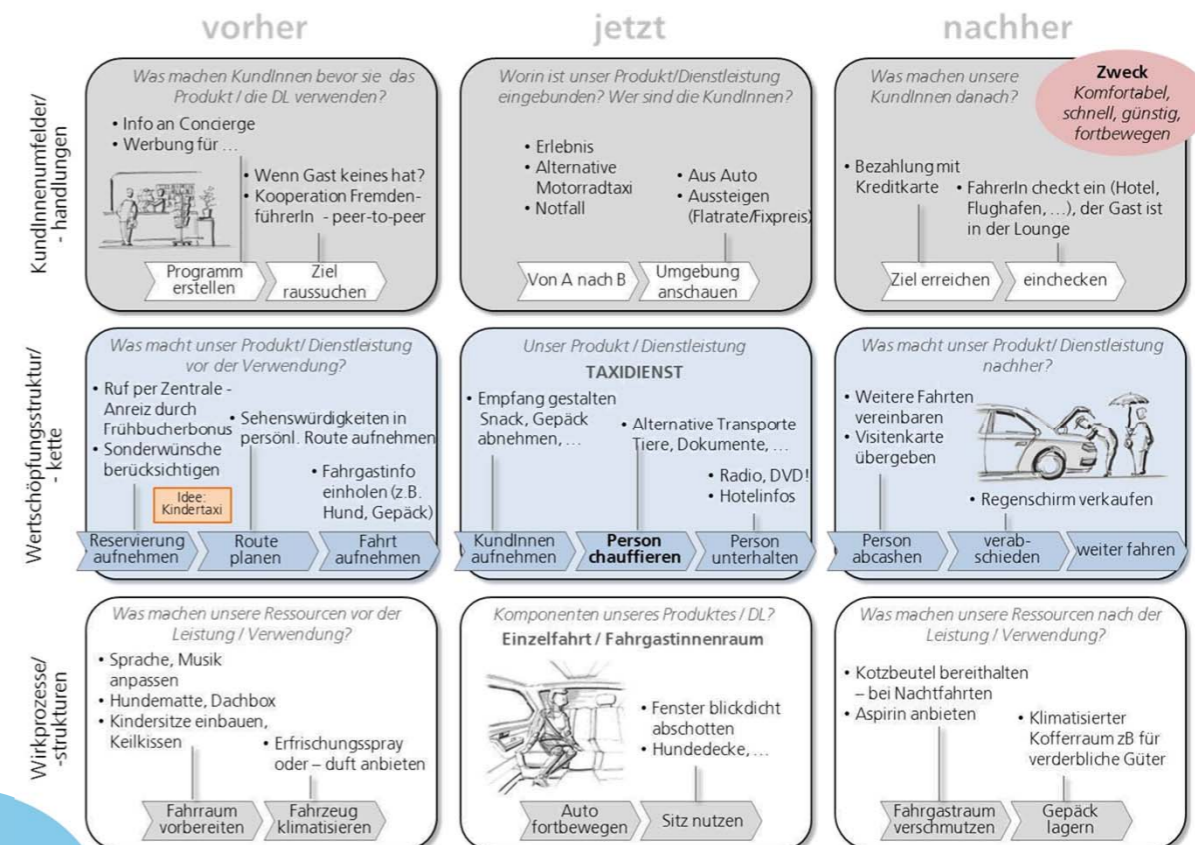 vorher
jetzt
nachher
KundInnenumfelder/
- handlungen
Was machen KundInnen bevor sie das
Produkt / die DL verwenden?
• Info an Concierge
• Werbung für ...
• Wenn Gast keines hat?
• Kooperation Fremden-
führerIn - peer-to-peer
Programm
erstellen
Ziel
raussuchen
Worin ist unser Produkt/Dienstleistung
eingebunden? Wer sind die KundInnen?
• Erlebnis
• Alternative
Motorradtaxi
• Notfall
• Aus Auto
• Aussteigen
(Flatrate/Fixpreis)
Von A nach B
Umgebung
anschauen
Was machen unsere
KundInnen danach?
Zweck
Komfortabel,
schnell, günstig,
fortbewegen
• Bezahlung mit
Kreditkarte
• FahrerIn checkt ein (Hotel,
Flughafen, ...), der Gast ist
in der Lounge
Ziel erreichen
einchecken
Wertschöpfungsstruktur/
- kette
Was macht unser Produkt/ Dienstleistung
vor der Verwendung?
• Ruf per Zentrale -
Anreiz durch
Frühbucherbonus
• Sonderwünsche
berücksichtigen
• Sehenswürdigkeiten in
persönl. Route aufnehmen
• Fahrgastinfo
einholen (z.B.
Hund, Gepäck)
Idee:
Kindertaxi
Reservierung
aufnehmen
Route
planen
Fahrt
aufnehmen
Unser Produkt / Dienstleistung
TAXIDIENST
• Empfang gestalten
Snack, Gepäck
abnehmen, ...
• Alternative Transporte
Tiere, Dokumente, ...
• Radio, DVD!
• Hotelinfos
KundInnen
aufnehmen
Person
chauffieren
Person
unterhalten
Was macht unser Produkt/ Dienstleistung
nachher?
• Weitere Fahrten
vereinbaren
• Visitenkarte
übergeben
• Regenschirm verkaufen
Person
abcashen
verab-
schieden
weiter fahren
Wirkprozesse/
-strukturen
Was machen unsere Ressourcen vor der
Leistung / Verwendung?
• Sprache, Musik
anpassen
• Hundematte, Dachbox
• Kindersitze einbauen,
Keilkissen
• Erfrischungsspray
oder – duft anbieten
Fahrraum
vorbereiten
Fahrzeug
klimatisieren
Komponenten unseres Produktes / DL?
Einzelfahrt / Fahrgastinnenraum
• Fenster blickdicht
abschotten
• Hundedecke, ...
Auto
fortbewegen
Sitz nutzen
Was machen unsere Ressourcen nach der
Leistung / Verwendung?
• Kotzbeutel bereithalten
– bei Nachtfahrten
• Aspirin anbieten
• Klimatisierter
Kofferraum zB für
verderbliche Güter
Fahrgastraum
verschmutzen
Gepäck
lagern